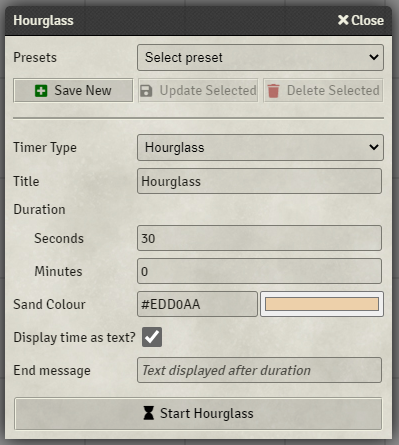 Hourglass
Close
Presets
Select preset
Save New
Update Selected
Delete Selected
Timer Type
Hourglass
Title
Hourglass
Duration
Seconds
30
Minutes
0
Sand Colour
#EDD0AA
Display time as text?
End message
Text displayed after duration
Start Hourglass